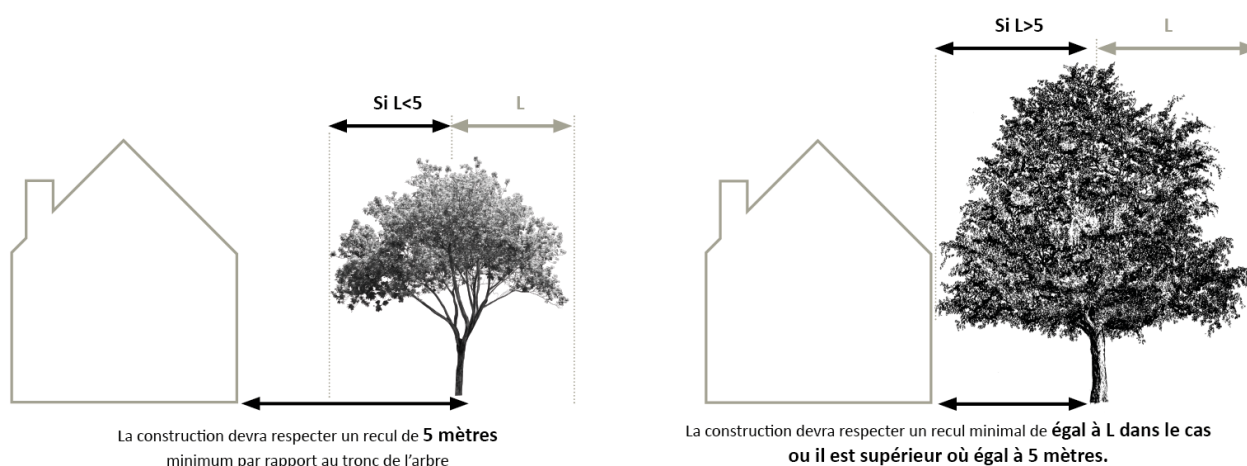 Si L<5
L
La construction devra respecter un recul de 5 mètres
minimum par rapport au tronc de l'arbre
Si L>5
L
La construction devra respecter un recul minimal de égal à L dans le cas
ou il est supérieur où égal à 5 mètres.